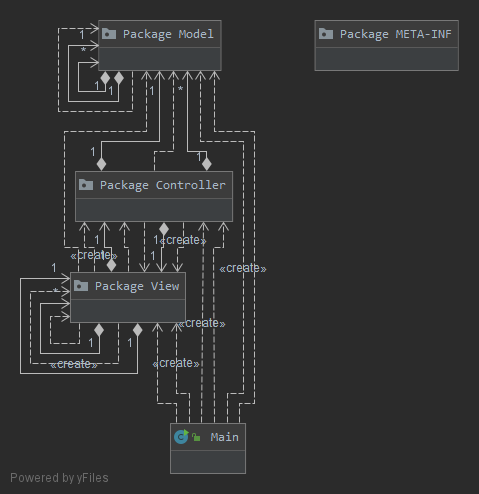 Package Model
Package META-INF
1
*
1
1
1
*
1
1
Package Controller
1
1
«create»
«create»
1
1
«create»
*
Package View
«create»
1
1
«create»
«create»
Main
Powered by yFiles